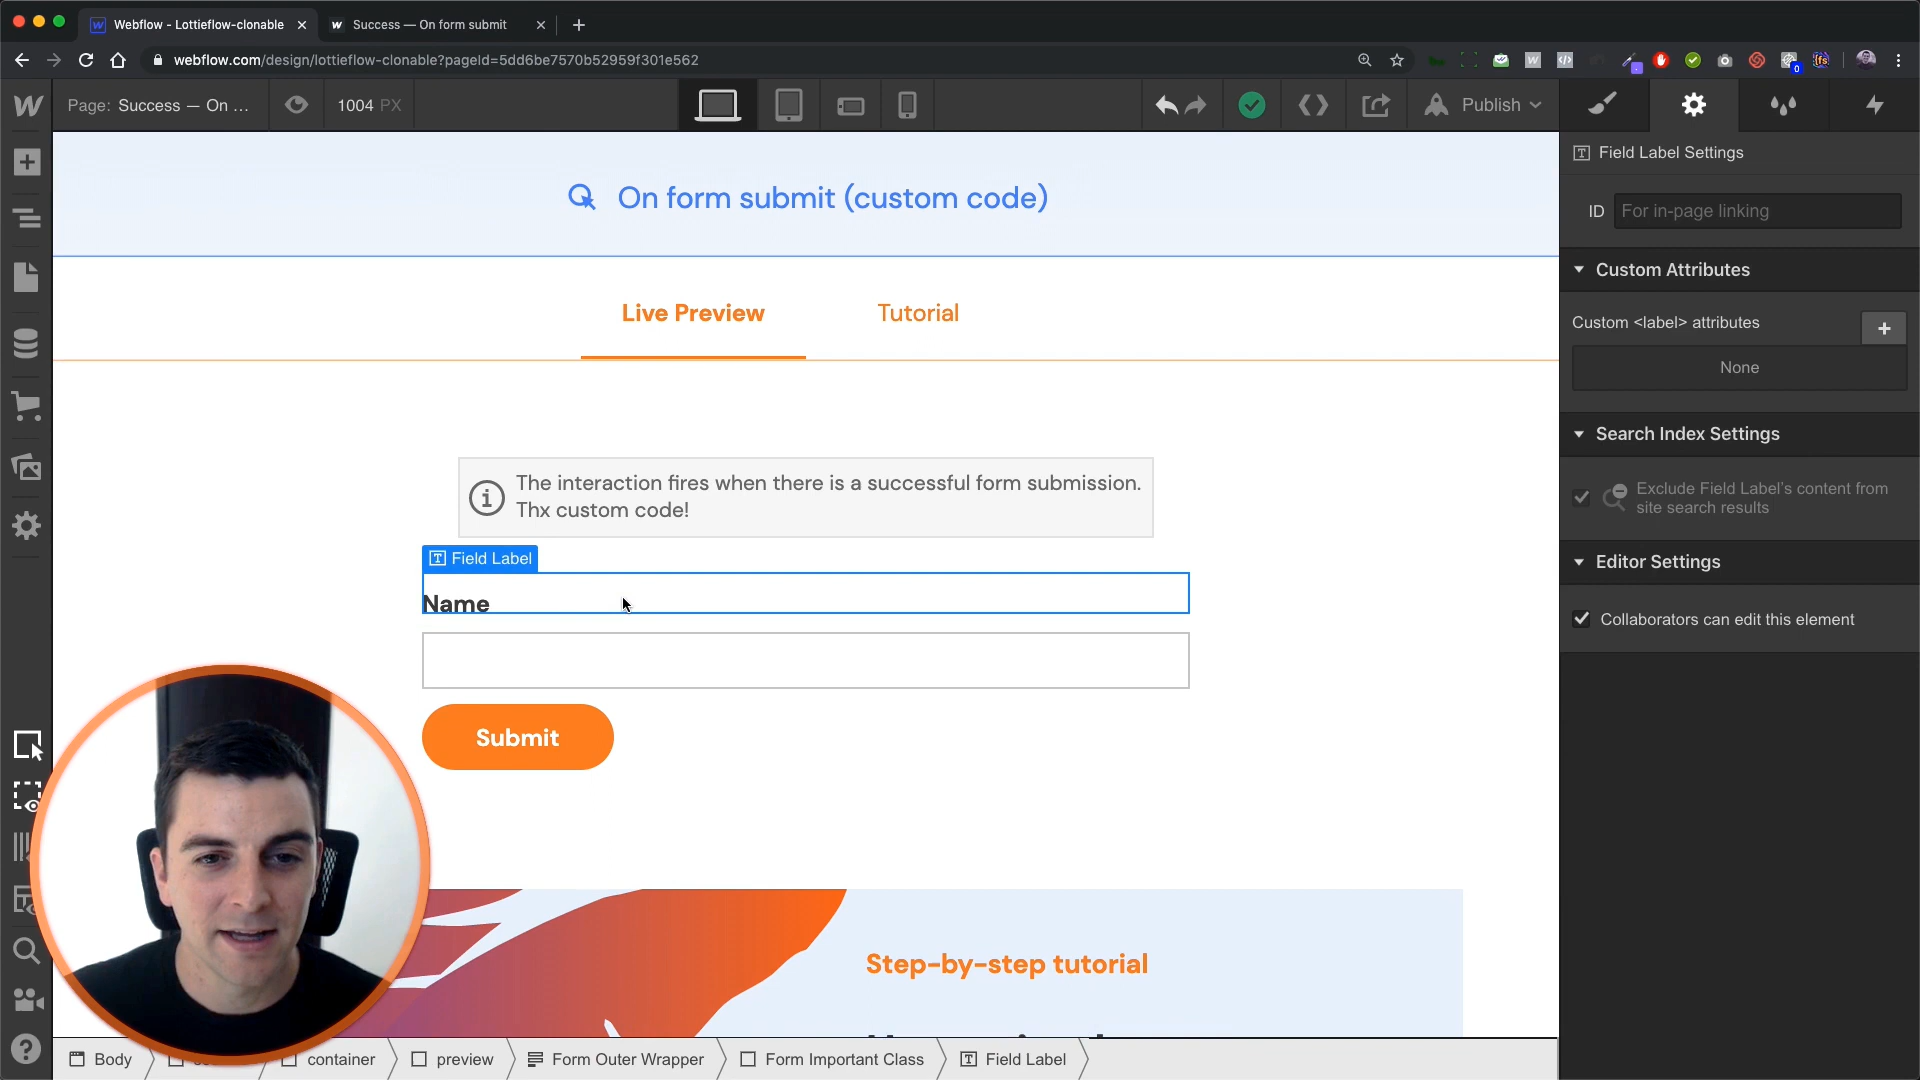 Webflow - Lottieflow-clonable
Success — On form submit
webflow.com/design/lottieflow-clonable?pageId=5dd6be7570b52959f301e562
Page: Success — On ...
1004 PX
Publish
Field Label Settings
ID
For in-page linking
Custom Attributes
Custom <label> attributes
None
Search Index Settings
Exclude Field Label's content from
site search results
Editor Settings
Collaborators can edit this element
On form submit (custom code)
Live Preview
Tutorial
The interaction fires when there is a successful form submission.
Thx custom code!
Field Label
Name
Submit
Step-by-step tutorial
Body
container
preview
Form Outer Wrapper
Form Important Class
Field Label